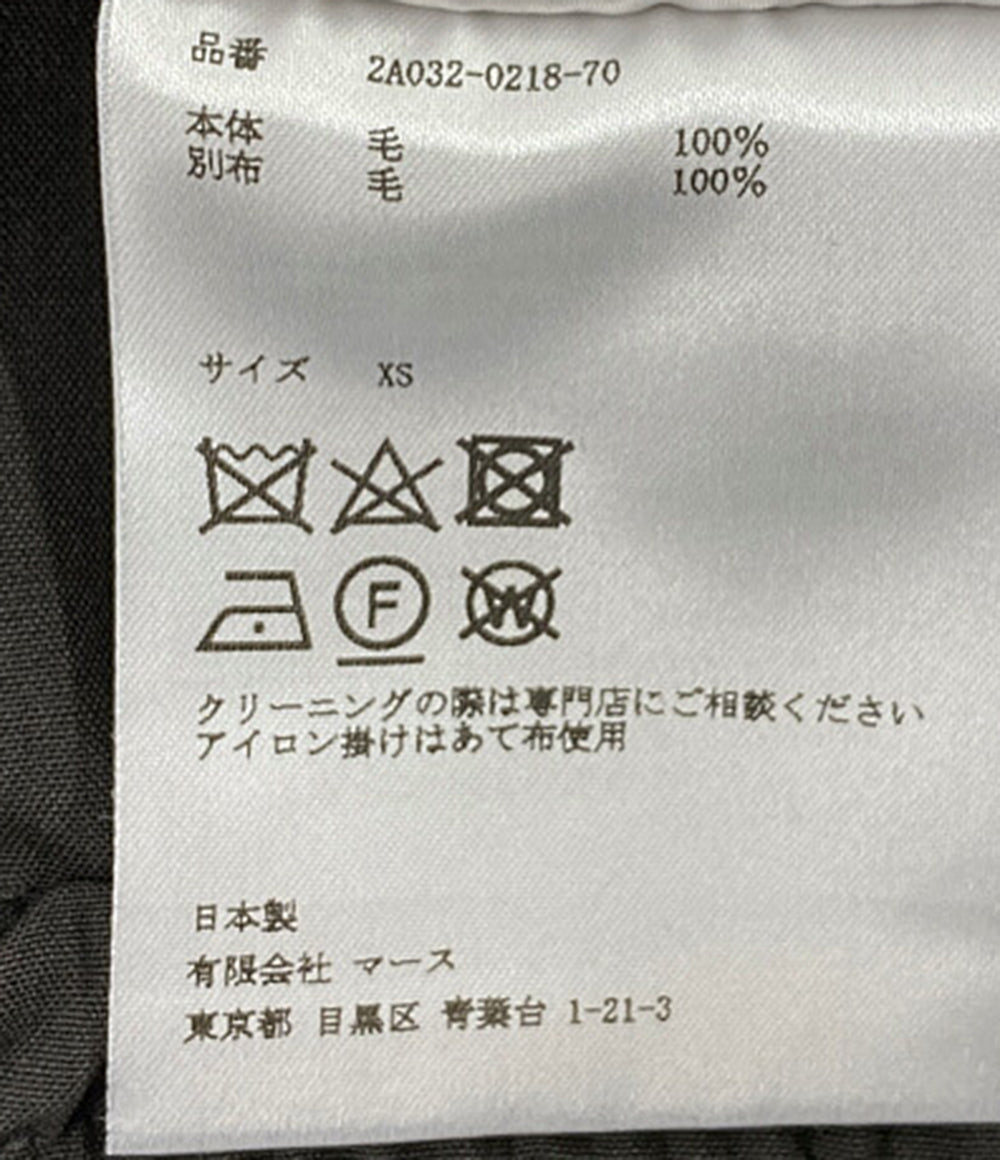 品番 2A032-0218-70
本体 毛 100%
別布 毛 100%
サイズ XS
F W
クリーニングの際は専門店にご相談ください
アイロン掛けはあて布使用
日本製
有限会社 マース
東京都 目黒区 青葉台 1-21-3